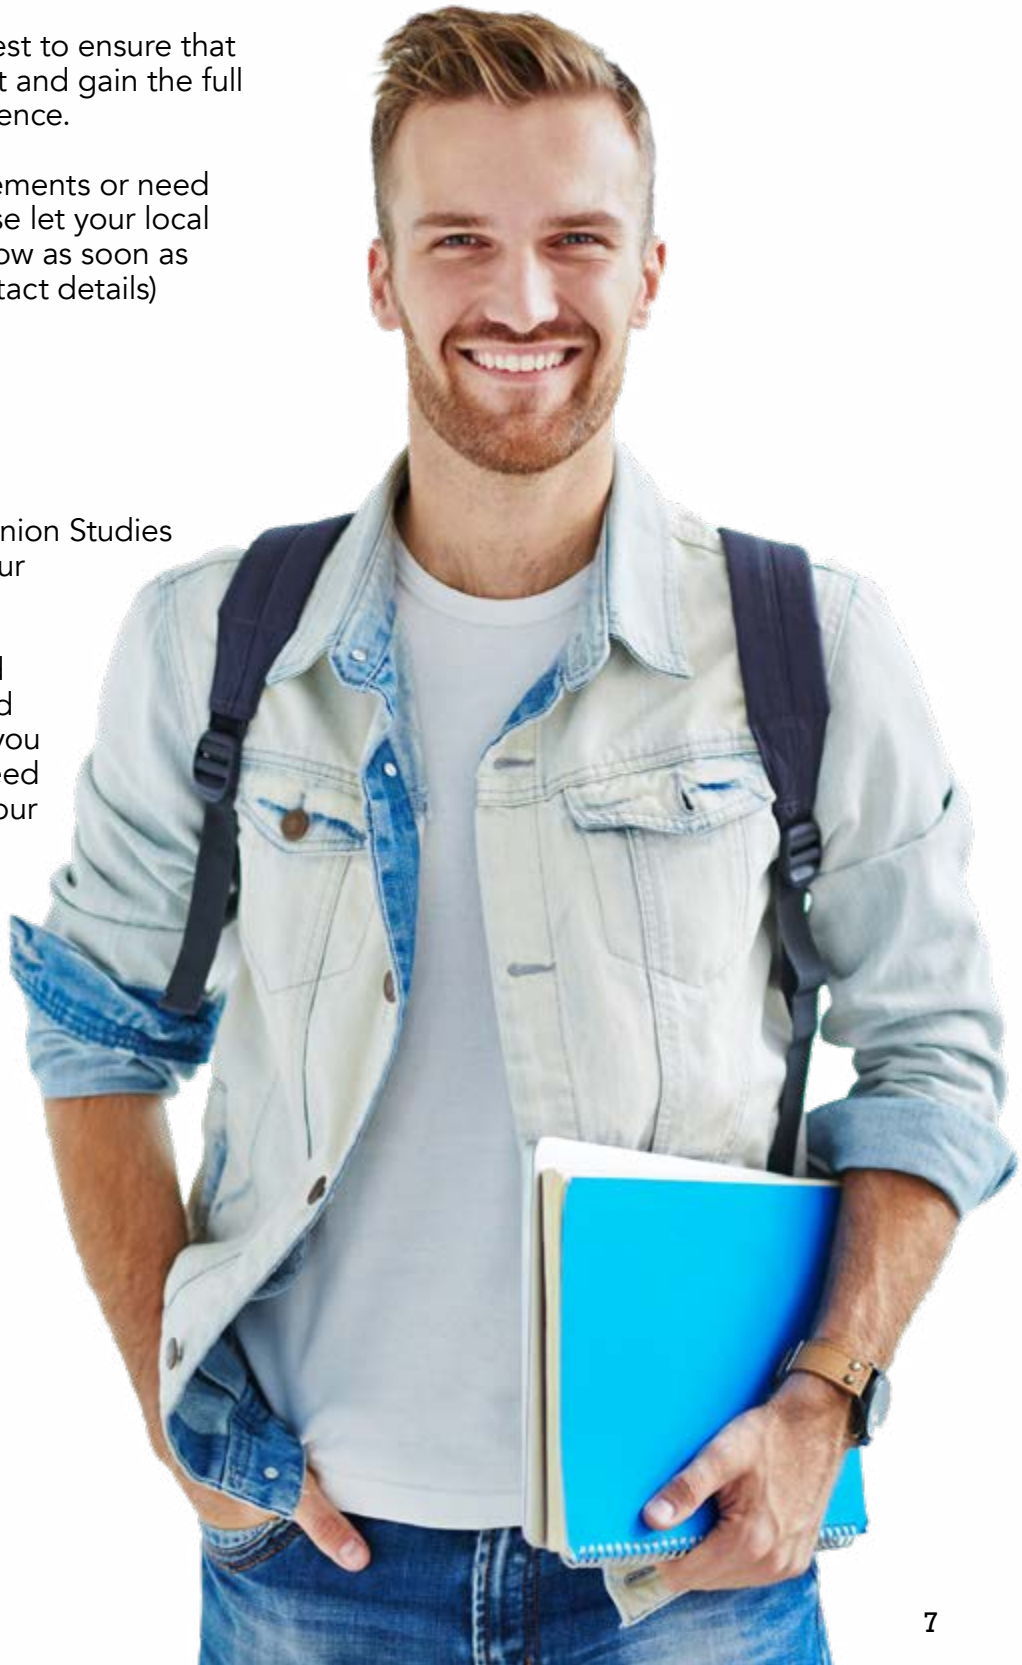 est to ensure that
t and gain the full
ence.
ements or need
se let your local
ow as soon as
tact details)
nion Studies
ur
l
d
you
eed
our
7